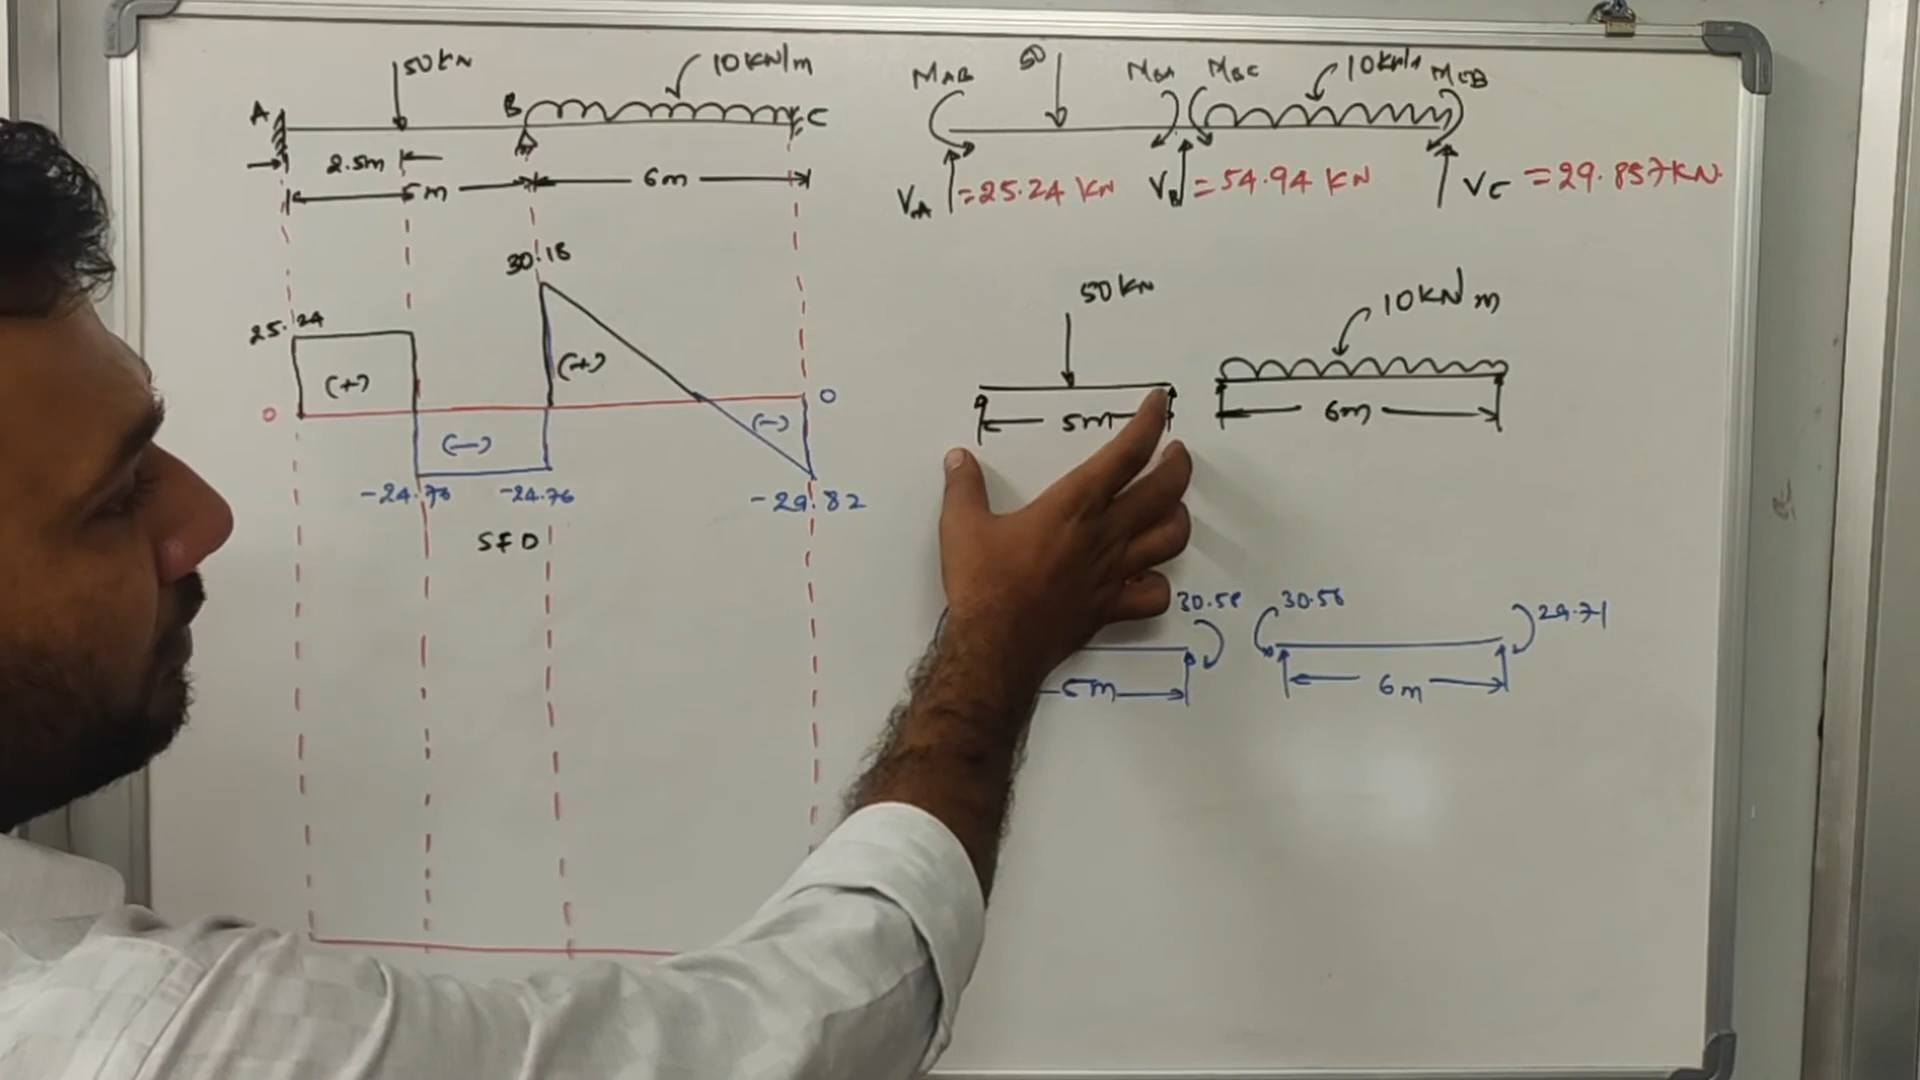 50KN
10KN/m
A
B
C
2.5m
5m
6m
30.18
25.24
(+)
(+)
0
0
(-)
(-)
-24.76
-24.76
-29.82
SFD
MAB
50
MBA
MBC
10KN/m
MCB
VA =25.24 KN
VB =54.94 KN
VC =29.857KN.
50KN
10KN/m
5m
6m
30.58
30.58
29.71
5m
6m